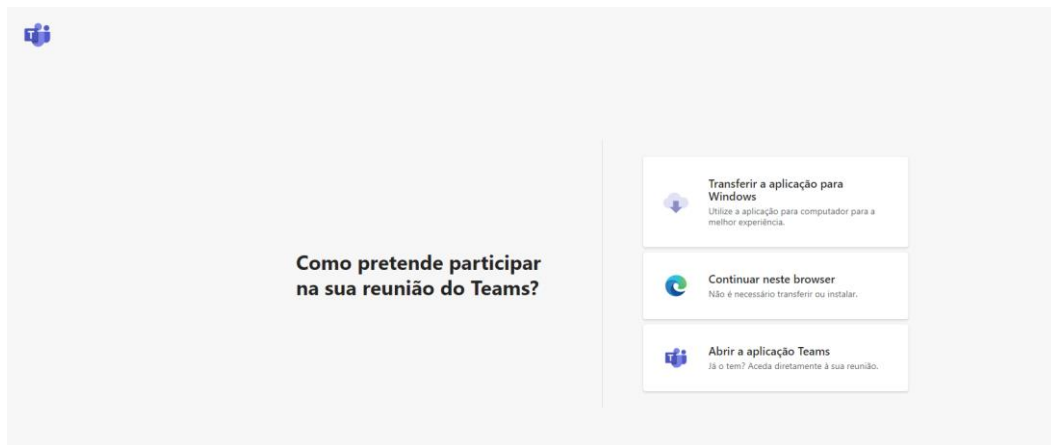 Como pretende participar
na sua reunião do Teams?
Transferir a aplicação para
Windows
Utilize a aplicação para computador para a
melhor experiência.
Continuar neste browser
Não é necessário transferir ou instalar.
Abrir a aplicação Teams
Já o tem? Aceda diretamente à sua reunião.